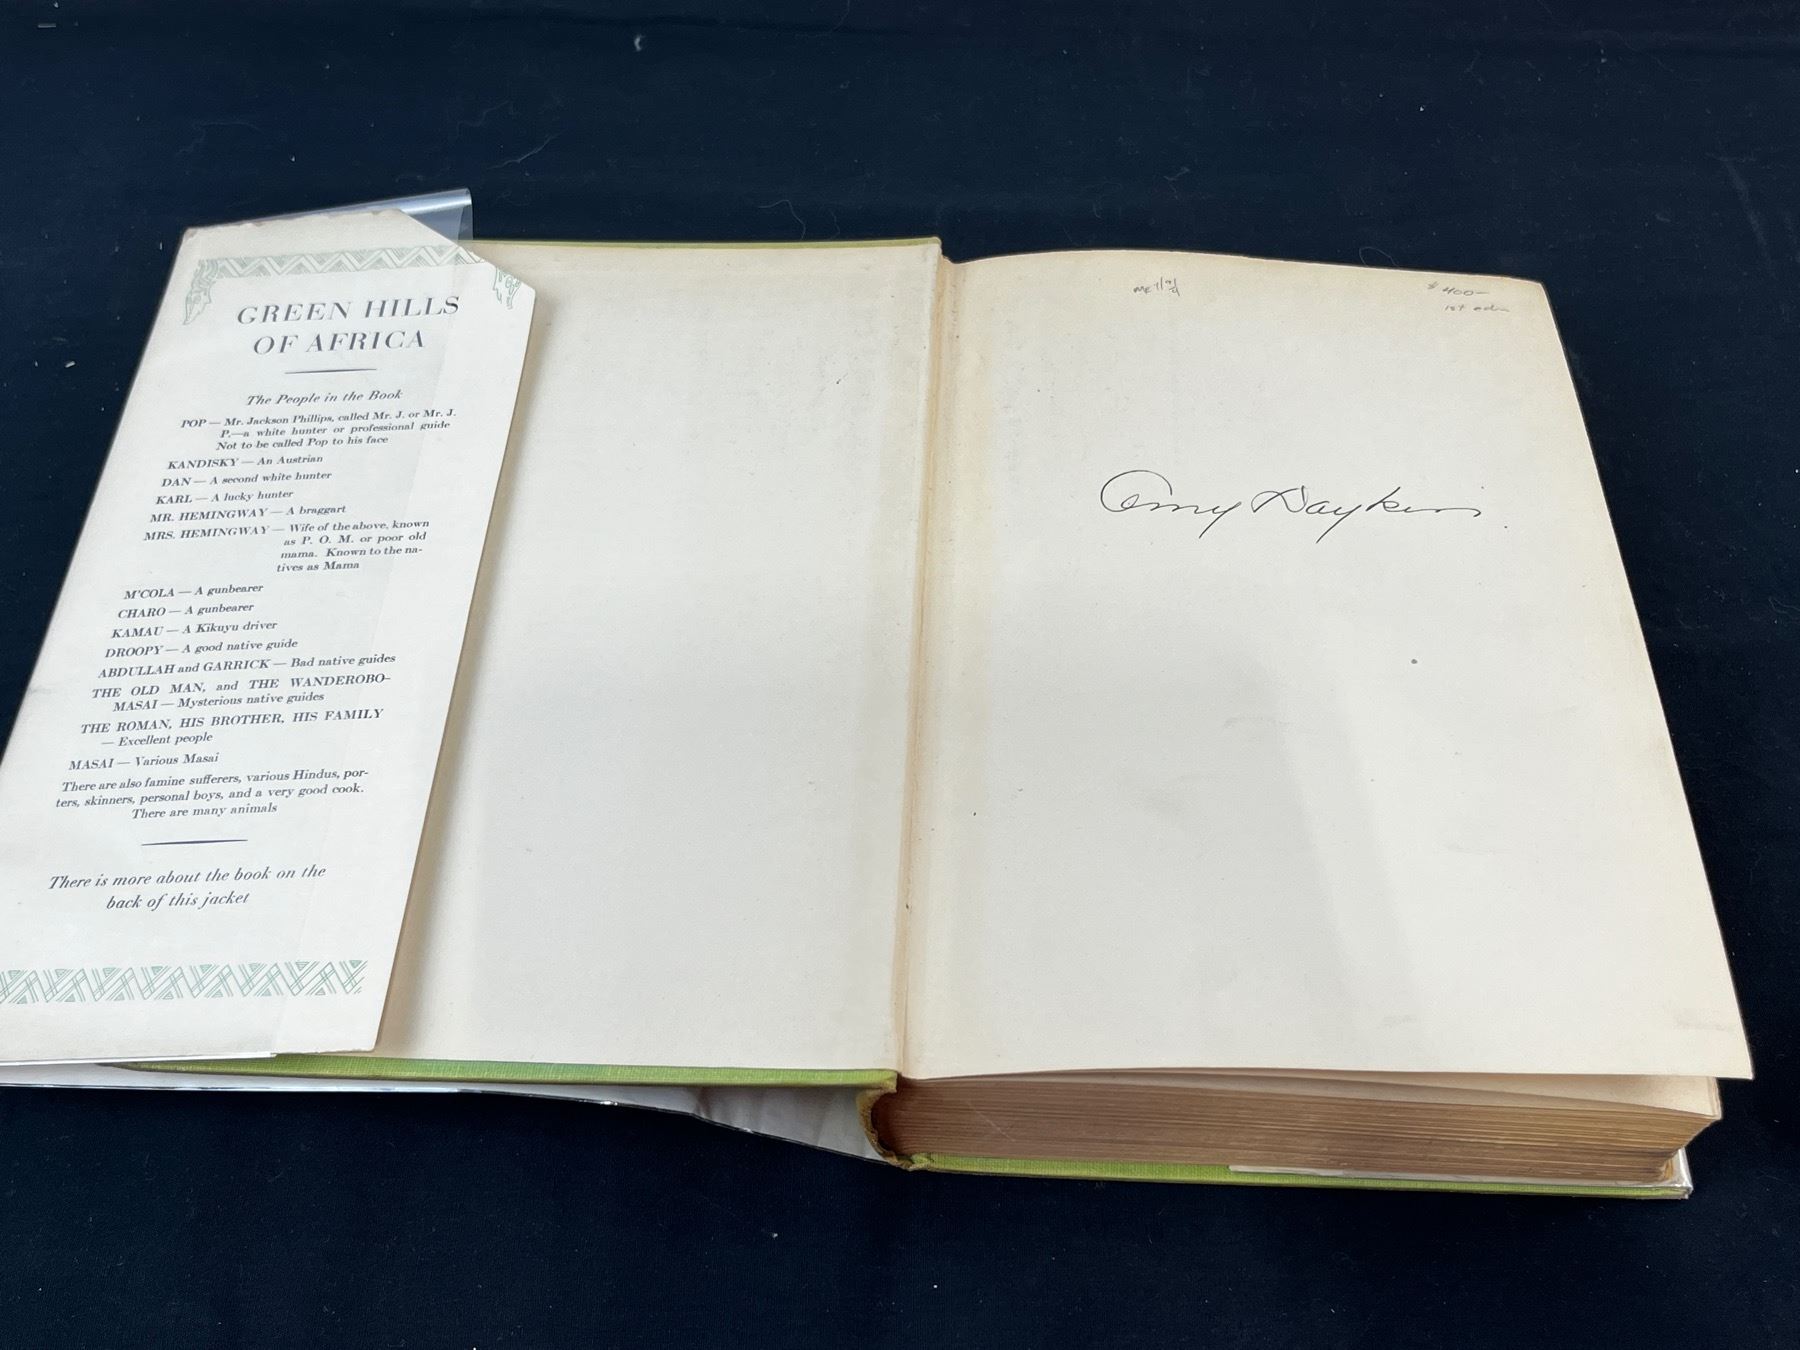 GREEN HILLS
OF AFRICA
The People in the Book
POP — Mr. Jackson Phillips, called Mr. J. or Mr. J.
P.—a white hunter or professional guide
Not to be called Pop to his face
KANDISKY — An Austrian
DAN — A second white hunter
KARL — A lucky hunter
MR. HEMINGWAY — A braggart
MRS. HEMINGWAY — Wife of the above, known
as P. O. M. or poor old
mama. Known to the na-
tives as Mama
M'COLA — A gunbearer
CHARO — A gunbearer
KAMAU — A Kikuyu driver
DROOPY — A good native guide
ABDULLAH and GARRICK — Bad native guides
THE OLD MAN, and THE WANDEROBO-
MASAI — Mysterious native guides
THE ROMAN, HIS BROTHER, HIS FAMILY
— Excellent people
MASAI — Various Masai
There are also famine sufferers, various Hindus, por-
ters, skinners, personal boys, and a very good cook.
There are many animals
There is more about the book on the
back of this jacket
$400-
1st edn
Amy Daykin